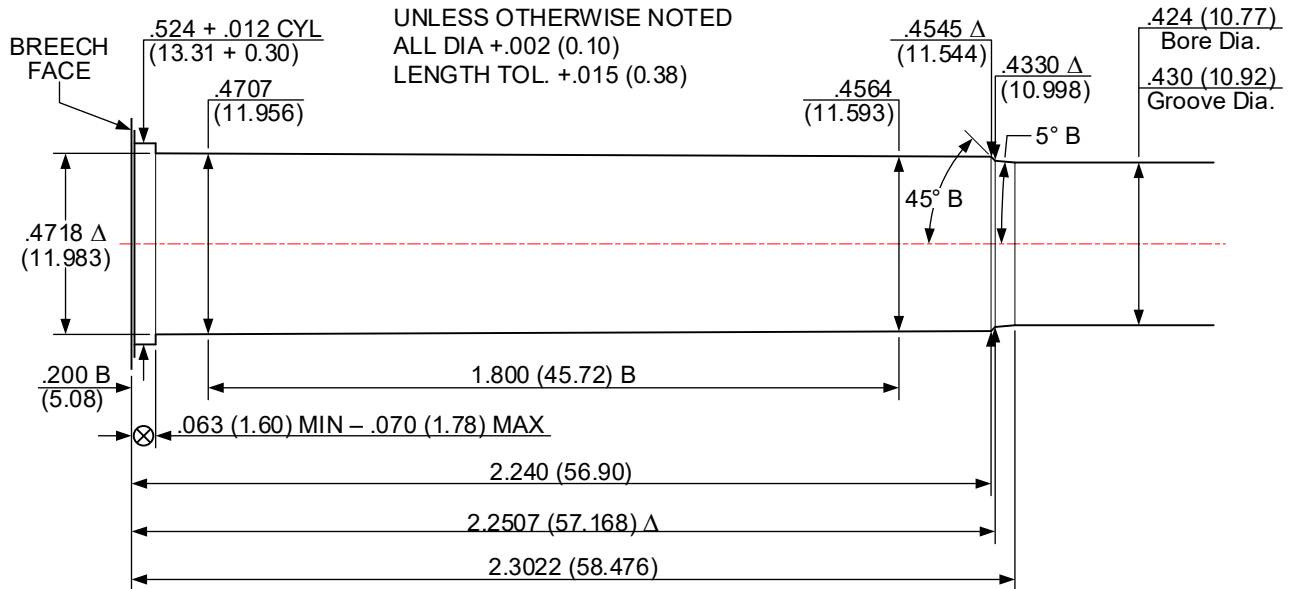 UNLESS OTHERWISE NOTED
ALL DIA +.002 (0.10)
LENGTH TOL. +.015 (0.38)
BREECH
FACE
.524 + .012 CYL
(13.31 + 0.30)
.4707
(11.956)
.4564
(11.593)
.4545 Δ
(11.544)
.4330 Δ
(10.998)
.424 (10.77)
Bore Dia.
.430 (10.92)
Groove Dia.
5° B
45° B
.4718 Δ
(11.983)
.200 B
(5.08)
1.800 (45.72) B
.063 (1.60) MIN – .070 (1.78) MAX
2.240 (56.90)
2.2507 (57.168) Δ
2.3022 (58.476)